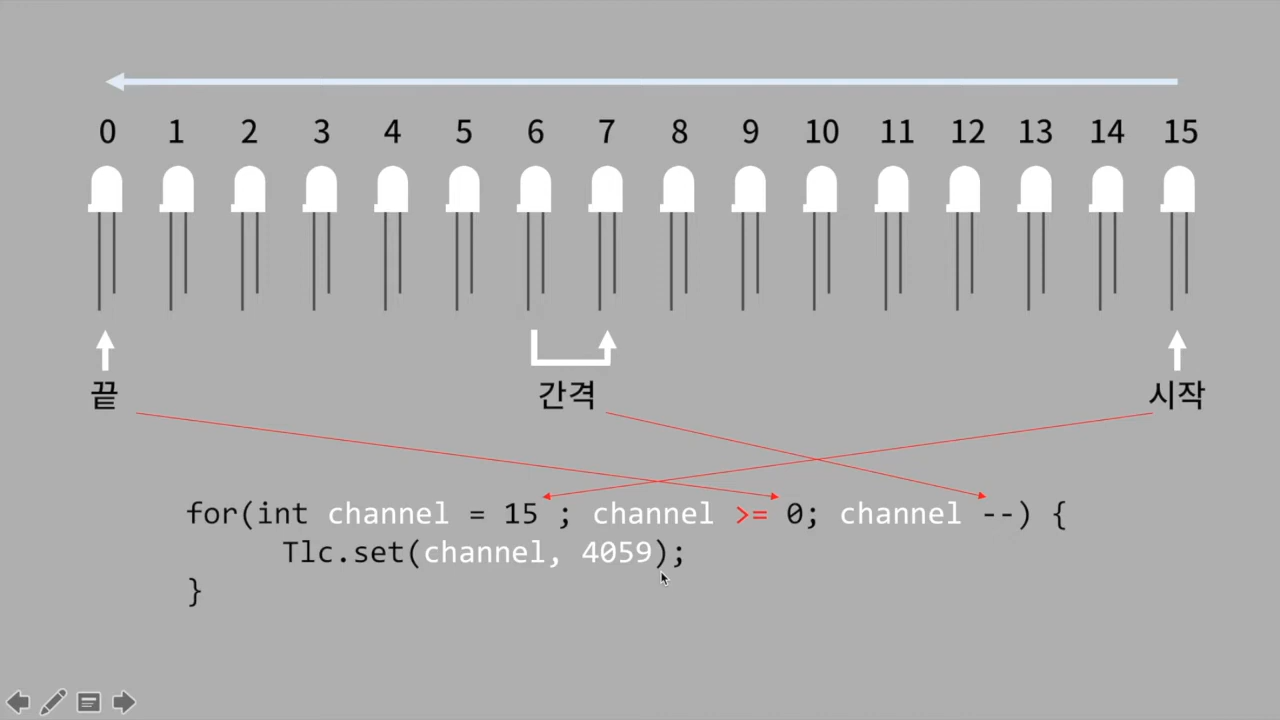 0 1 2 3 4 5 6 7 8 9 10 11 12 13 14 15
끝 간격 시작
for(int channel = 15 ; channel >= 0; channel --) {
Tlc.set(channel, 4059);
}